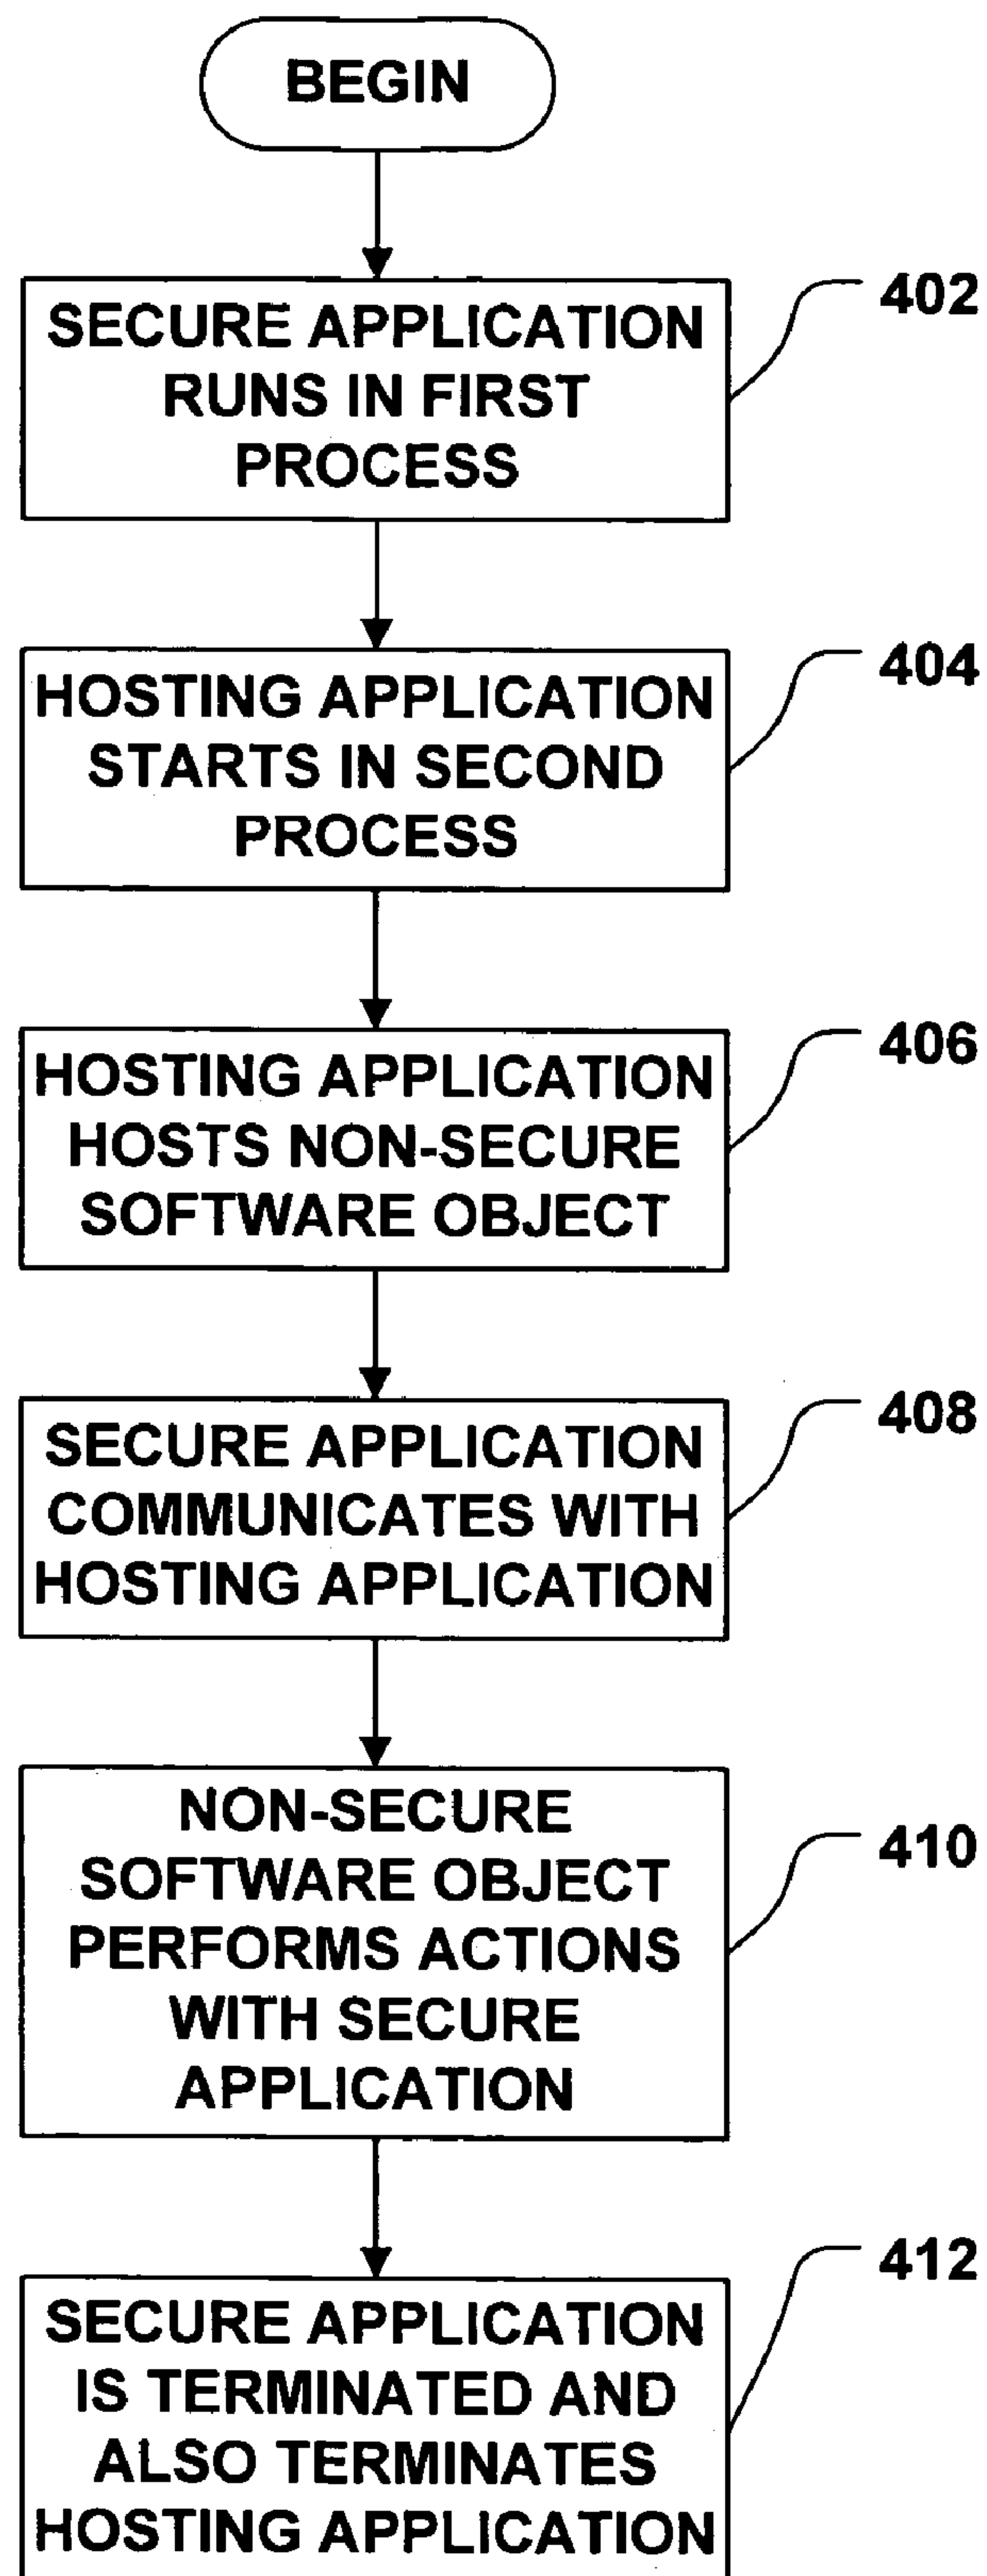 BEGIN
SECURE APPLICATION
RUNS IN FIRST
PROCESS
402
HOSTING APPLICATION
STARTS IN SECOND
PROCESS
404
HOSTING APPLICATION
HOSTS NON-SECURE
SOFTWARE OBJECT
406
SECURE APPLICATION
COMMUNICATES WITH
HOSTING APPLICATION
408
NON-SECURE
SOFTWARE OBJECT
PERFORMS ACTIONS
WITH SECURE
APPLICATION
410
SECURE APPLICATION
IS TERMINATED AND
ALSO TERMINATES
HOSTING APPLICATION
412